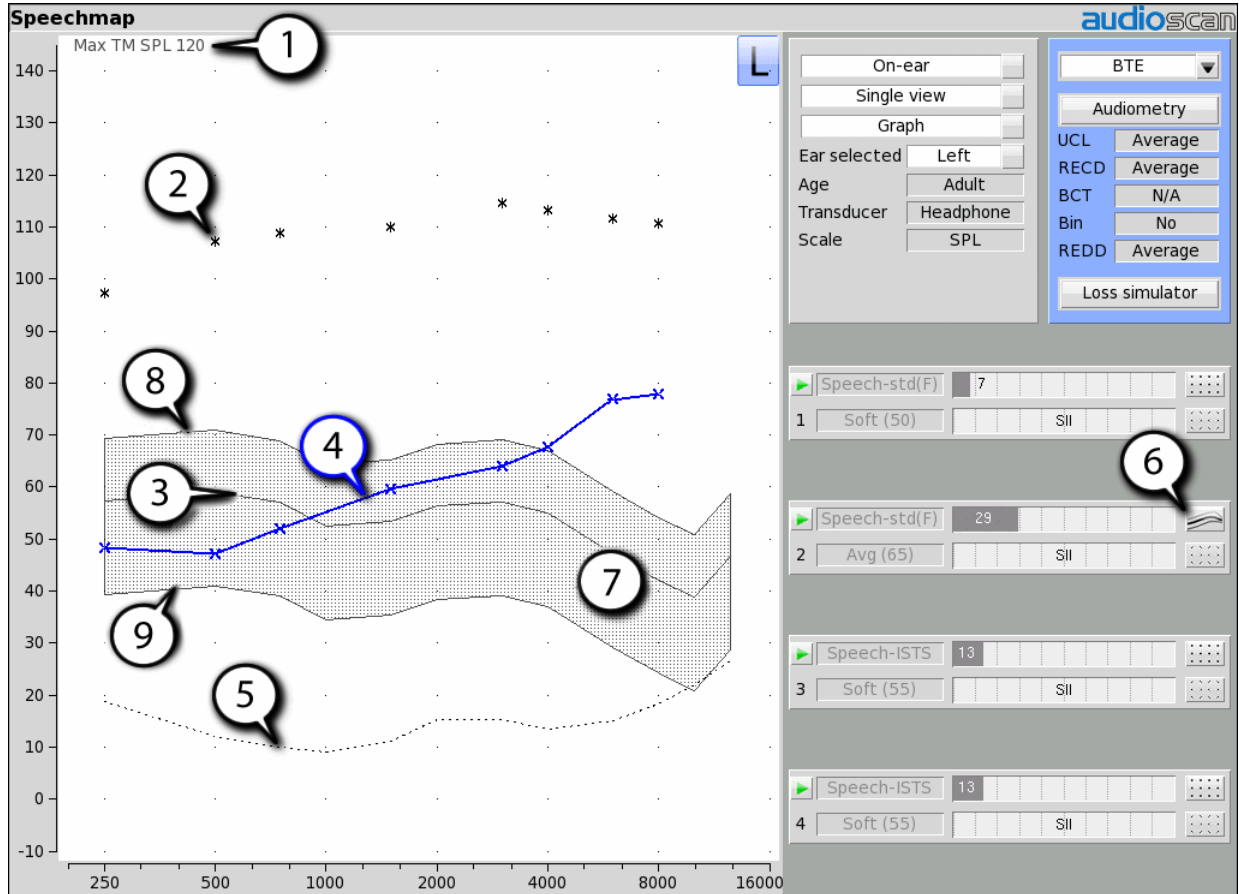 Speechmap
audioscan
Max TM SPL 120
1
L
140
130
120
110
100
90
80
70
60
50
40
30
20
10
0
-10
250
500
1000
2000
4000
8000
16000
2
8
4
3
9
5
7
6
On-ear
Single view
Graph
Ear selected Left
Age Adult
Transducer Headphone
Scale SPL
BTE
Audiometry
UCL Average
RECD Average
BCT N/A
Bin No
REDD Average
Loss simulator
Speech-std(F) 7
1 Soft (50) SII
Speech-std(F) 29
2 Avg (65) SII
Speech-ISTS 13
3 Soft (55) SII
Speech-ISTS 13
4 Soft (55) SII